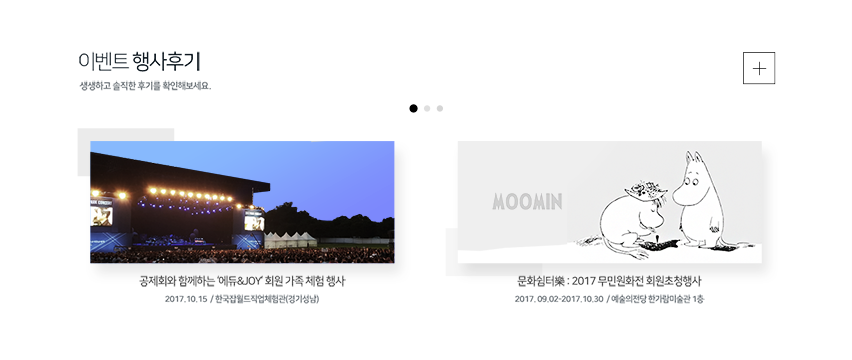 이벤트 행사후기
생생하고 솔직한 후기를 확인해보세요.
MOOMIN
공제회와 함께하는 '에듀&JOY' 회원 가족 체험 행사
2017.10.15 / 한국잡월드직업체험관(경기성남)
문화쉼터樂 : 2017 무민원화전 회원초청행사
2017. 09.02-2017.10.30 / 예술의전당 한가람미술관 1층